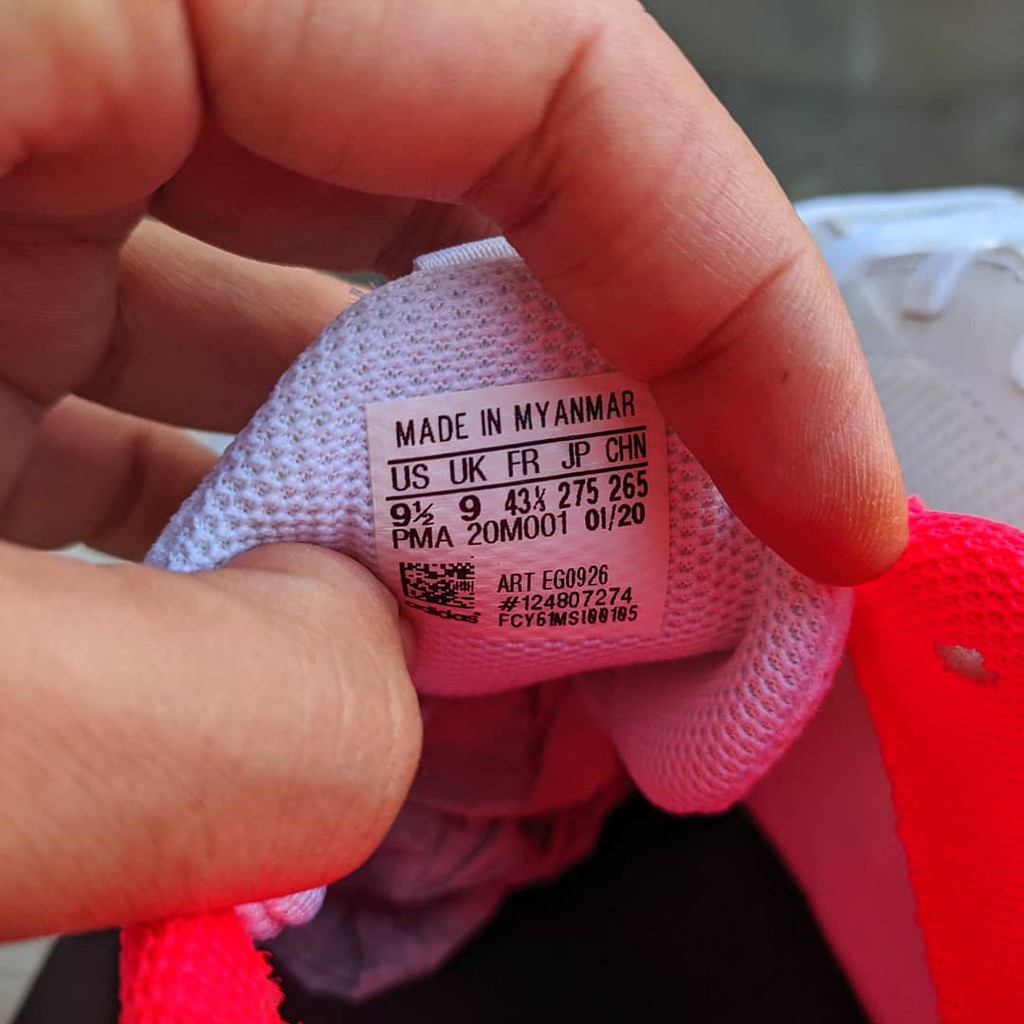 MADE IN MYANMAR
US UK FR JP CHN
9½ 9 43⅓ 275 265
PMA 20M001 01/20
ART EG0926
#124807274
adidas
FCY61MSI00105